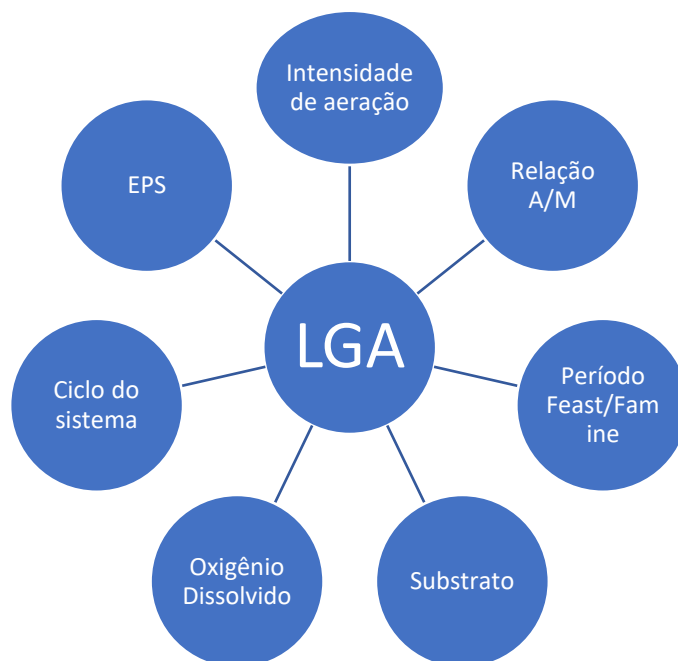 Intensidade
de aeração
EPS
Relação
A/M
LGA
Ciclo do
sistema
Período
Feast/Fam
ine
Oxigênio
Dissolvido
Substrato